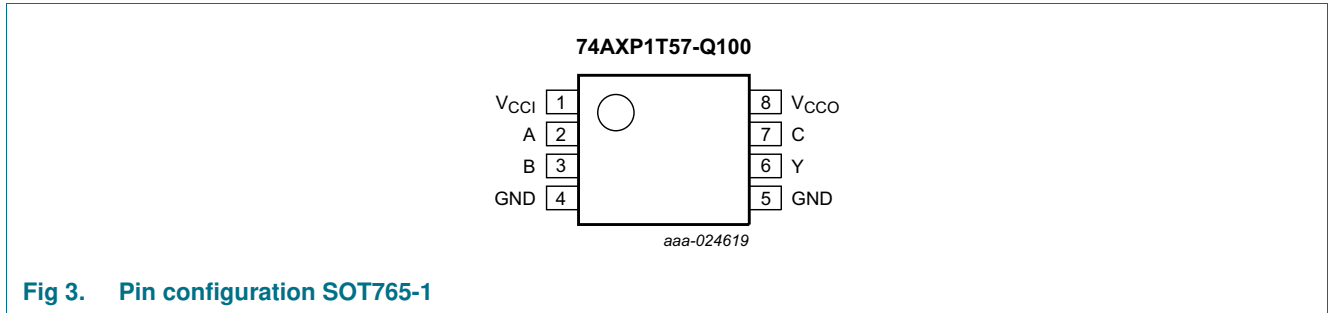 74AXP1T57-Q100
VCCI 1 8 VCCO
A 2 7 C
B 3 6 Y
GND 4 5 GND
aaa-024619
Fig 3. Pin configuration SOT765-1